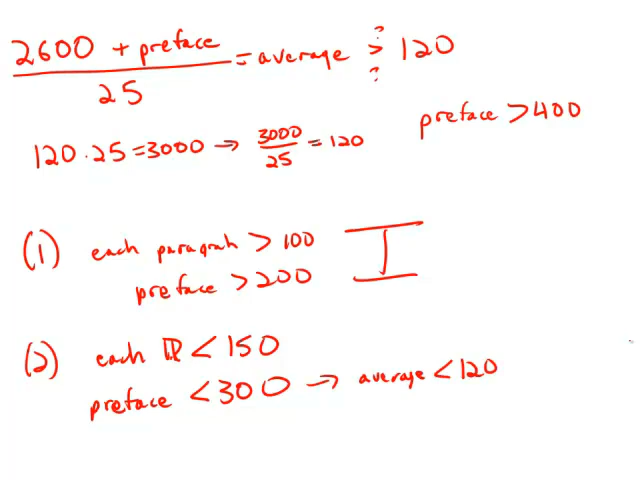 2600 + preface
25
= average > 120
?
?
preface > 400
120 . 25 = 3000 → 3000/25 = 120
(1) each paragrah > 100 I
preface > 200
(2) each P < 150
preface < 300 → average < 120